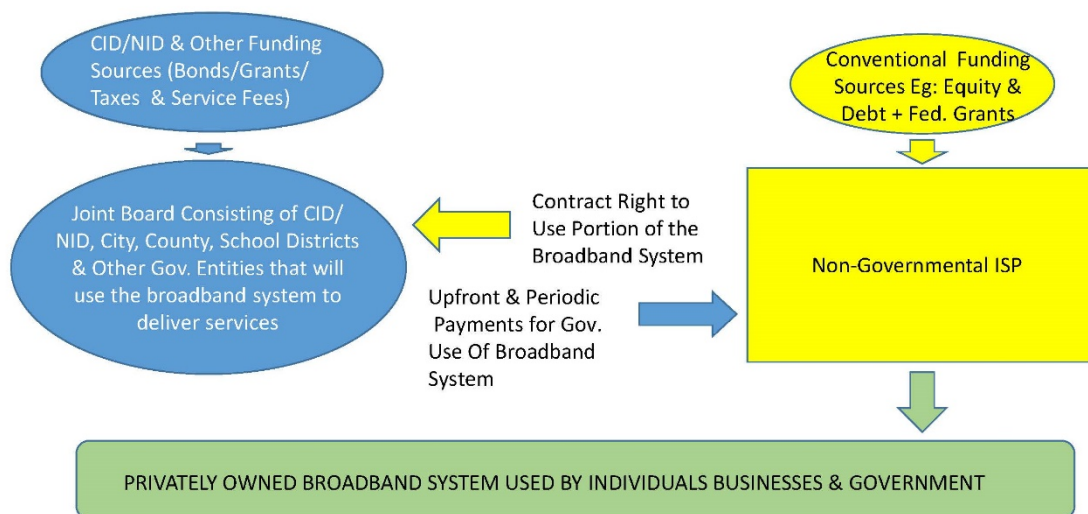 CID/NID & Other Funding
Sources (Bonds/Grants/
Taxes & Service Fees)
Conventional Funding
Sources Eg: Equity &
Debt + Fed. Grants
Joint Board Consisting of CID/
NID, City, County, School Districts
& Other Gov. Entities that will
use the broadband system to
deliver services
Contract Right to
Use Portion of the
Broadband System
Upfront & Periodic
Payments for Gov.
Use Of Broadband
System
Non-Governmental ISP
PRIVATELY OWNED BROADBAND SYSTEM USED BY INDIVIDUALS BUSINESSES & GOVERNMENT